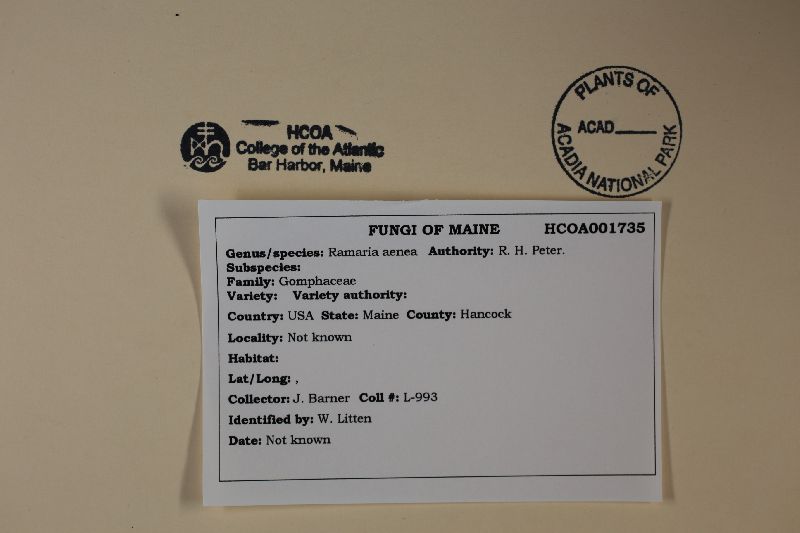 HCOA
College of the Atlantic
Bar Harbor, Maine
PLANTS OF
ACAD____
ACADIA NATIONAL PARK
FUNGI OF MAINE HCOA001735
Genus/species: Ramaria aenea Authority: R. H. Peter.
Subspecies:
Family: Gomphaceae
Variety: Variety authority:
Country: USA State: Maine County: Hancock
Locality: Not known
Habitat:
Lat/Long: ,
Collector: J. Barner Coll #: L-993
Identified by: W. Litten
Date: Not known